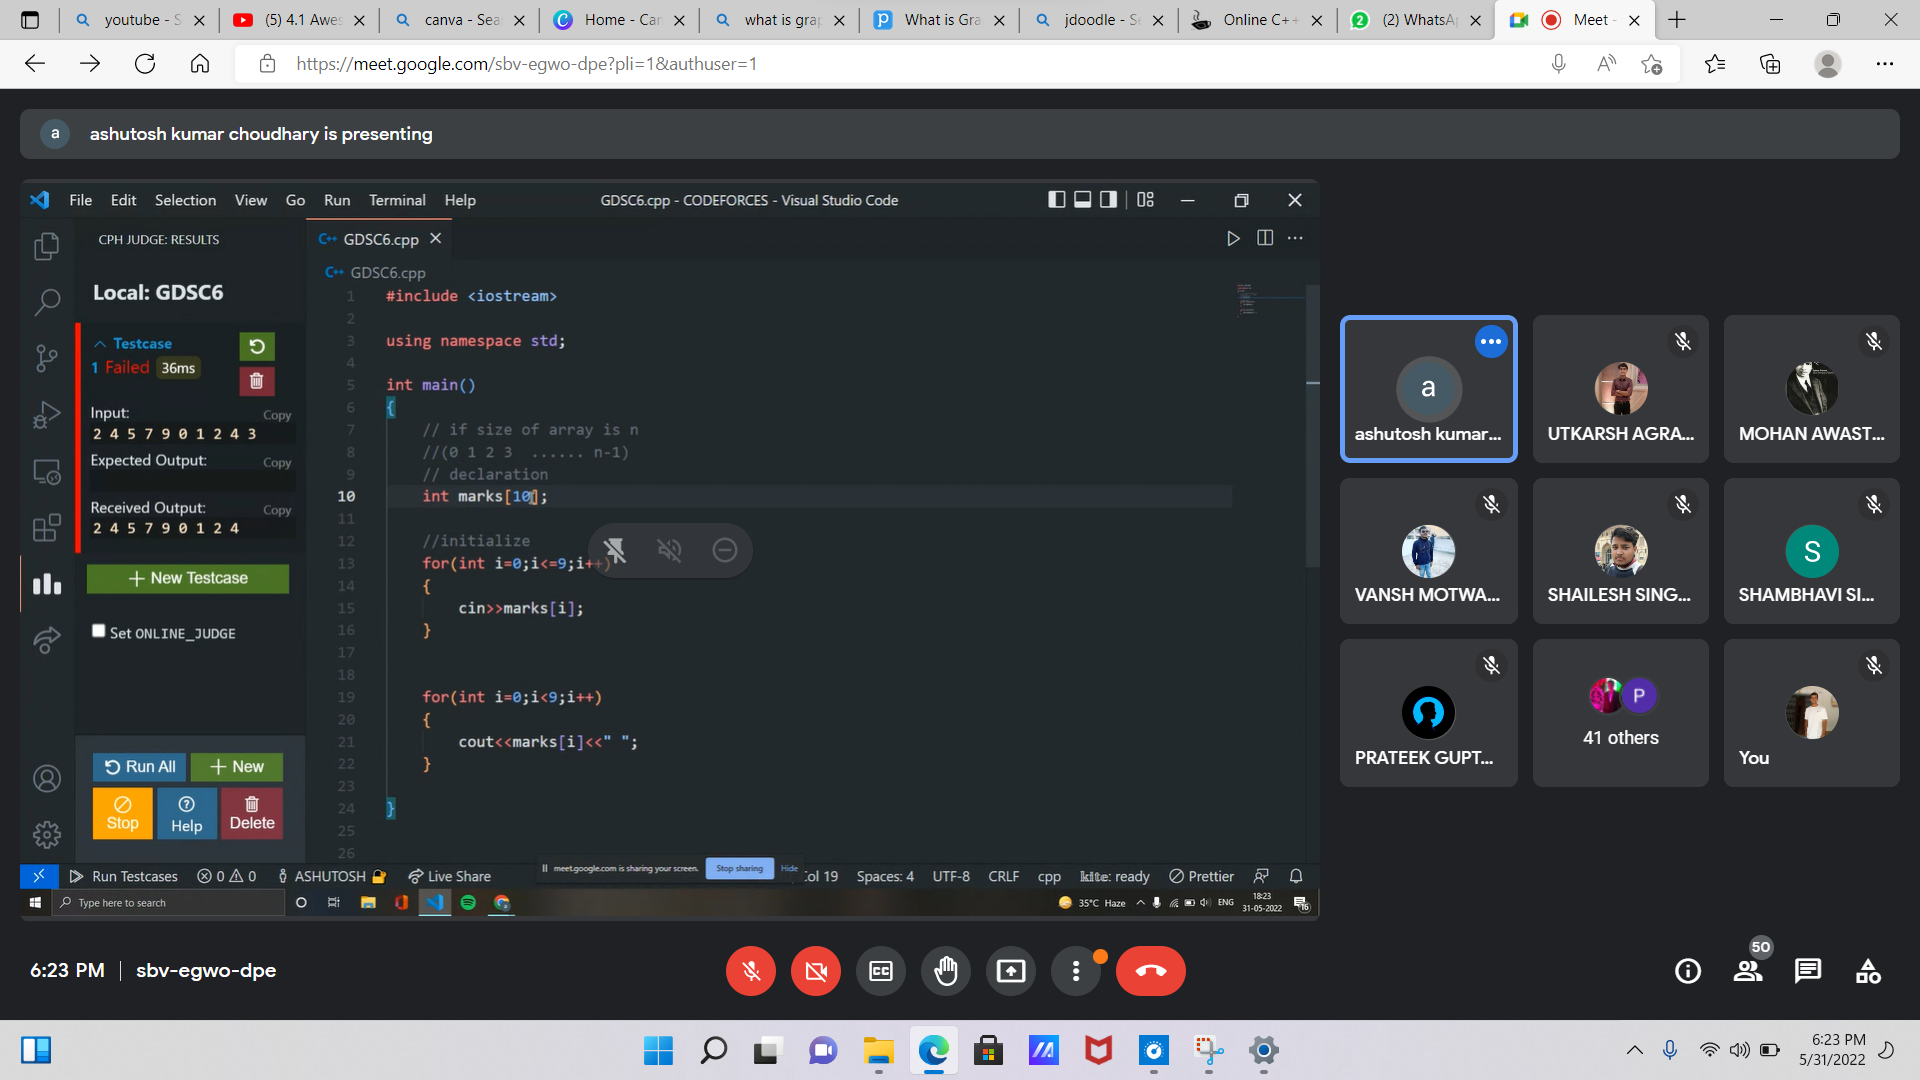 youtube - S
(5) 4.1 Awes
canva - Sear
Home - Can
what is grap
What is Gra
jdoodle - Se
Online C++
(2) WhatsAp
Meet -
https://meet.google.com/sbv-egwo-dpe?pli=1&authuser=1
a
ashutosh kumar choudhary is presenting
File Edit Selection View Go Run Terminal Help
GDSC6.cpp - CODEFORCES - Visual Studio Code
CPH JUDGE: RESULTS
Local: GDSC6
Testcase
1 Failed 36ms
Input:
Copy
2 4 5 7 9 0 1 2 4 3
Expected Output:
Copy
Received Output:
Copy
2 4 5 7 9 0 1 2 4
+ New Testcase
Set ONLINE_JUDGE
Run All
+ New
Stop
Help
Delete
C++ GDSC6.cpp
C++ GDSC6.cpp
1 #include <iostream>
2
3 using namespace std;
4
5 int main()
6 {
7 // if size of array is n
8 //(0 1 2 3 ...... n-1)
9 // declaration
10 int marks[10];
11
12 //initialize
13 for(int i=0;i<=9;i++)
14 {
15 cin>>marks[i];
16 }
17
18
19 for(int i=0;i<9;i++)
20 {
21 cout<<marks[i]<<" ";
22 }
23
24 }
25
26
Run Testcases
0 0
ASHUTOSH
Live Share
meet.google.com is sharing your screen.
Stop sharing
Hide
Col 19
Spaces: 4
UTF-8
CRLF
cpp
kite: ready
Prettier
Type here to search
35°C Haze
ENG
18:23
31-05-2022
16
a
ashutosh kumar...
UTKARSH AGRA...
MOHAN AWAST...
VANSH MOTWA...
SHAILESH SING...
S
SHAMBHAVI SI...
PRATEEK GUPT...
P
41 others
You
6:23 PM | sbv-egwo-dpe
CC
50
6:23 PM
5/31/2022